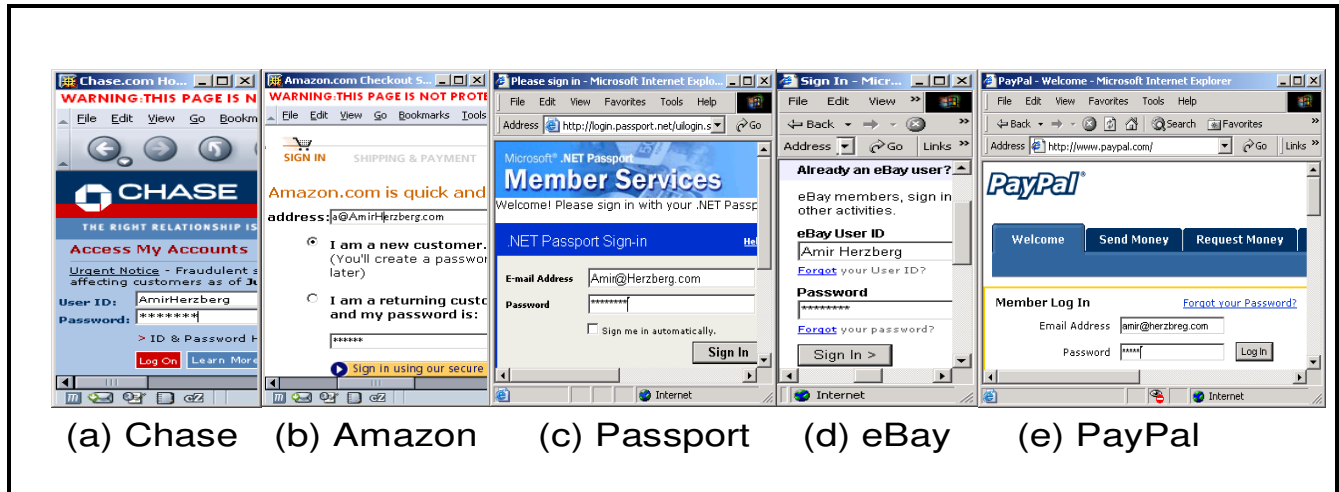 Chase.com Ho...
WARNING:THIS PAGE IS N
File Edit View Go Bookm
CHASE
THE RIGHT RELATIONSHIP IS
Access My Accounts
Urgent Notice - Fraudulent s
affecting customers as of Ju
User ID: AmirHerzberg
Password: *******
> ID & Password H
Log On Learn More
(a) Chase
Amazon.com Checkout S...
WARNING:THIS PAGE IS NOT PROTE
File Edit View Go Bookmarks Tools
SIGN IN SHIPPING & PAYMENT
Amazon.com is quick and
address: a@AmirHerzberg.com
I am a new customer.
(You'll create a passwor
later)
I am a returning custo
and my password is:
******
Sign in using our secure
(b) Amazon
Please sign in - Microsoft Internet Explo...
File Edit View Favorites Tools Help
Address http://login.passport.net/uilogin.s Go
Microsoft® .NET Passport
Member Services
Welcome! Please sign in with your .NET Passp
.NET Passport Sign-in Hel
E-mail Address Amir@Herzberg.com
Password ********
Sign me in automatically.
Sign In
Internet
(c) Passport
Sign In - Micr...
File Edit View »
Back »
Address Go Links »
Already an eBay user?
eBay members, sign in
other activities.
eBay User ID
Amir Herzberg
Forgot your User ID?
Password
********
Forgot your password?
Sign In >
Internet
(d) eBay
PayPal - Welcome - Microsoft Internet Explorer
File Edit View Favorites Tools Help
Back Search Favorites »
Address http://www.paypal.com/ Go Links »
PayPal®
Welcome Send Money Request Money
Member Log In Forgot your Password?
Email Address amir@herzbreg.com
Password *****
Log In
Internet
(e) PayPal